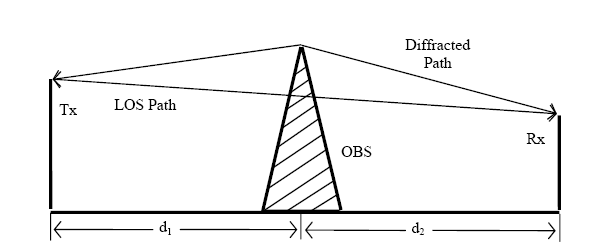 Diffracted
Path
Tx
LOS Path
OBS
Rx
d₁
d₂